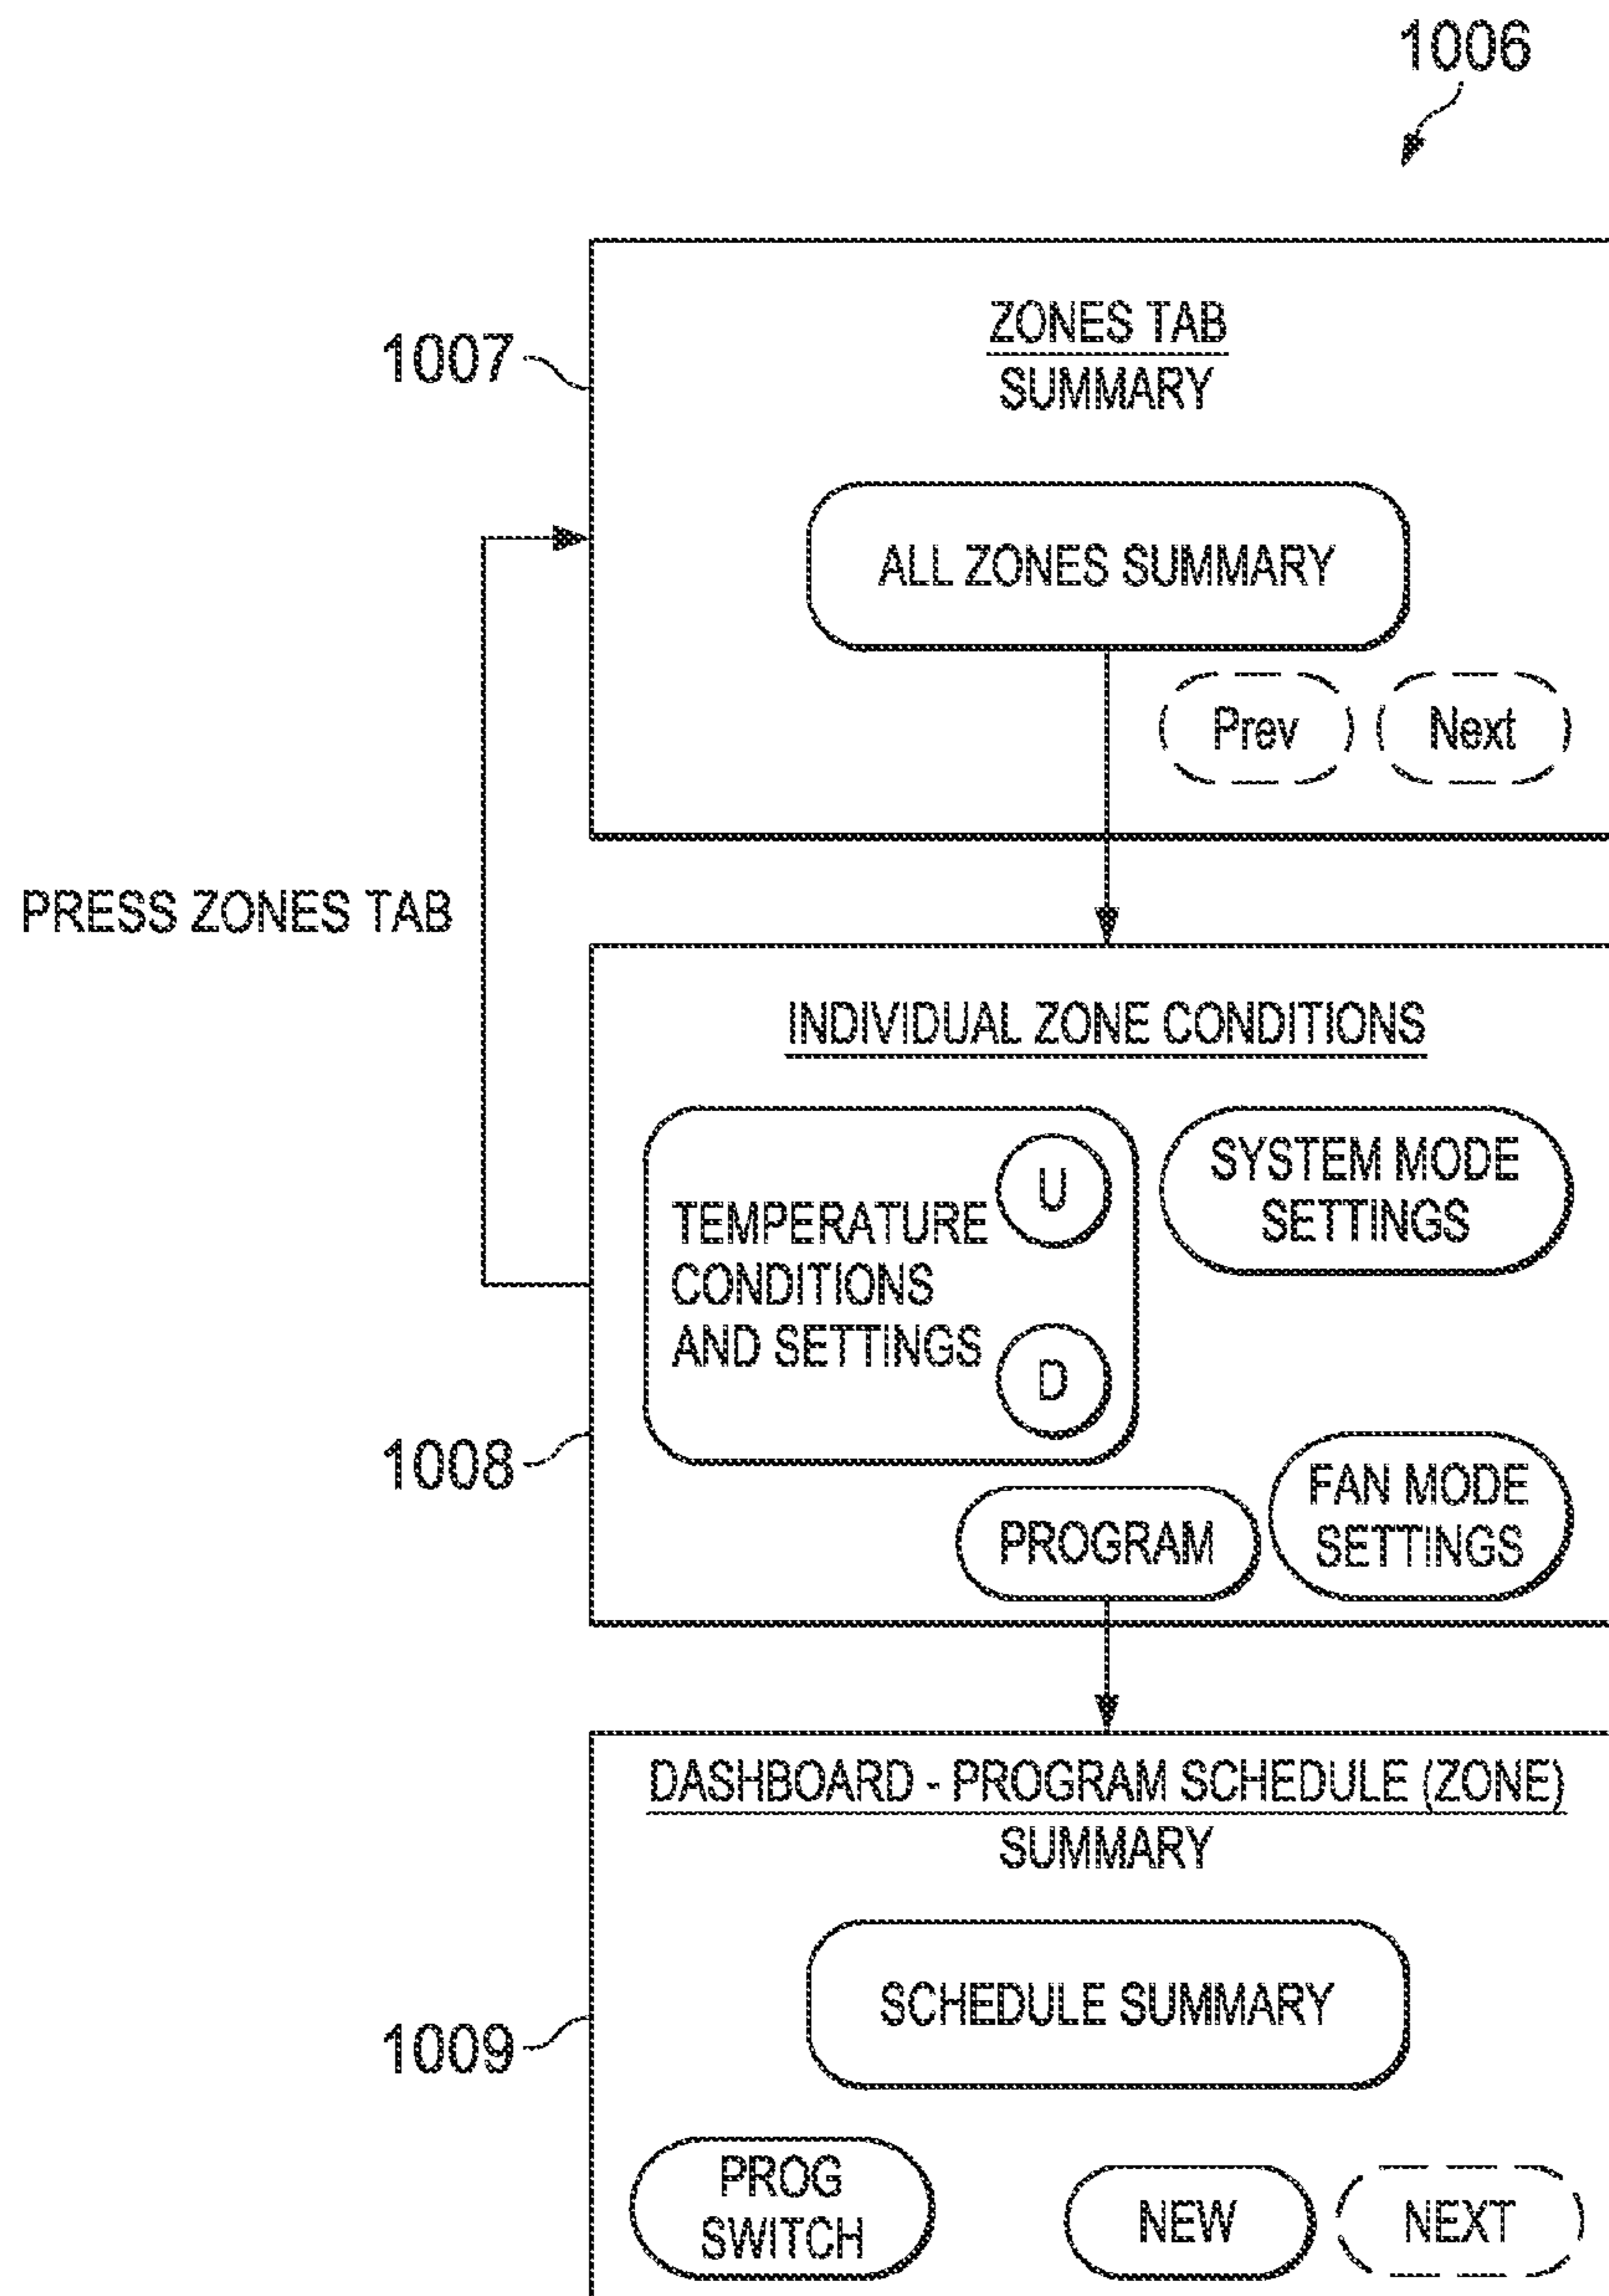 1006
1007
ZONES TAB
SUMMARY
ALL ZONES SUMMARY
Prev
Next
PRESS ZONES TAB
INDIVIDUAL ZONE CONDITIONS
TEMPERATURE
CONDITIONS
AND SETTINGS
U
D
SYSTEM MODE
SETTINGS
1008
PROGRAM
FAN MODE
SETTINGS
DASHBOARD - PROGRAM SCHEDULE (ZONE)
SUMMARY
SCHEDULE SUMMARY
1009
PROG
SWITCH
NEW
NEXT